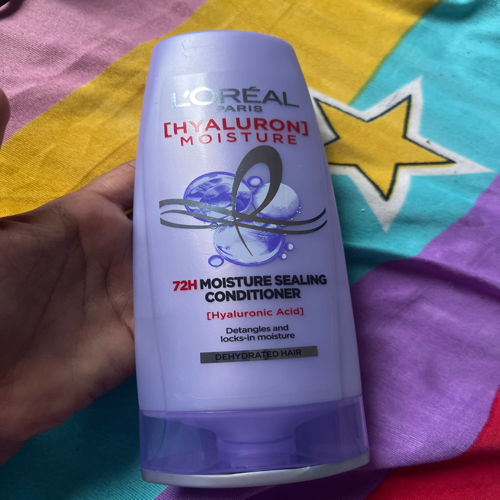 L'ORÉAL
PARIS
[HYALURON]
MOISTURE
72H MOISTURE SEALING
CONDITIONER
[Hyaluronic Acid]
Detangles and
locks-in moisture
DEHYDRATED HAIR